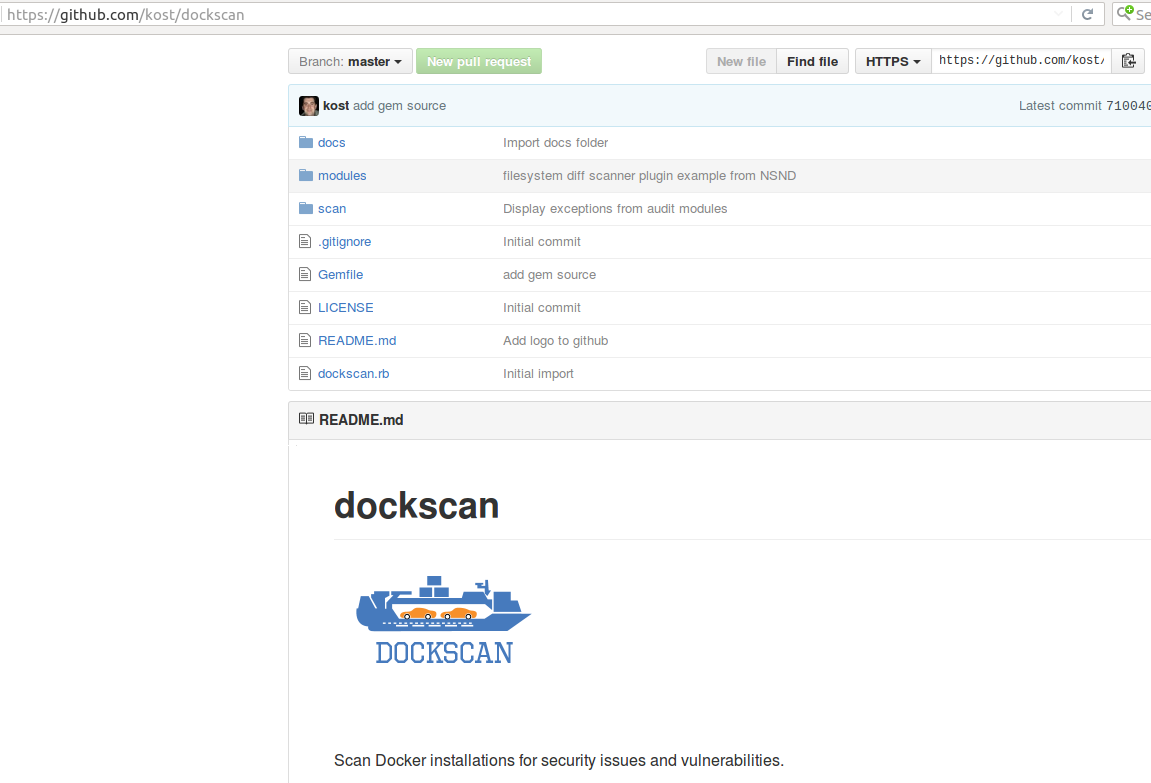 https://github.com/kost/dockscan
Branch: master New pull request New file Find file HTTPS https://github.com/kost/
kost add gem source Latest commit 710040
docs Import docs folder
modules filesystem diff scanner plugin example from NSND
scan Display exceptions from audit modules
.gitignore Initial commit
Gemfile add gem source
LICENSE Initial commit
README.md Add logo to github
dockscan.rb Initial import
README.md
dockscan
DOCKSCAN
Scan Docker installations for security issues and vulnerabilities.